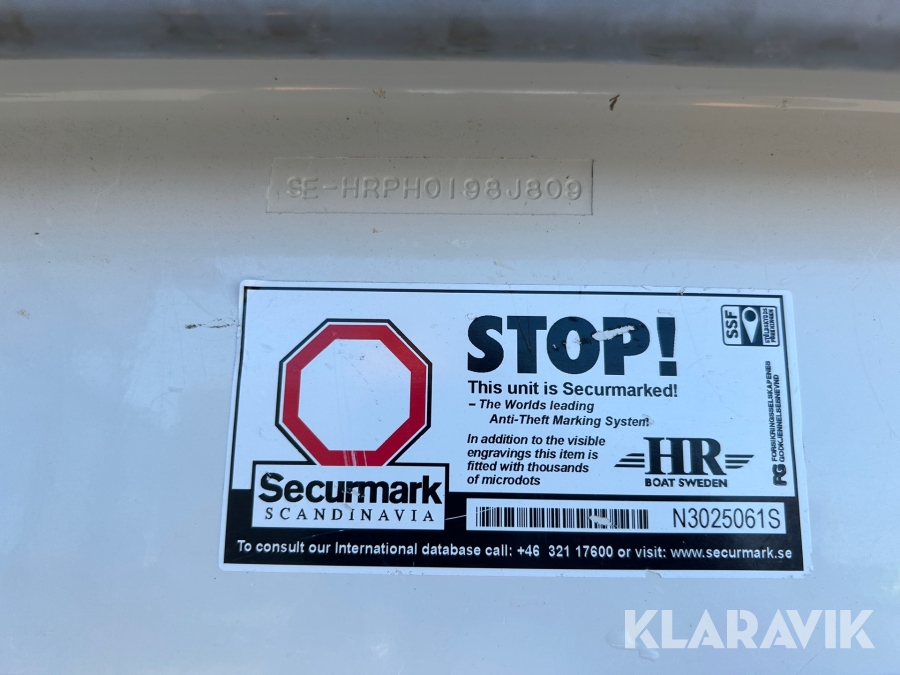 SE-HRPH0198J809
STOP!
This unit is Securmarked!
– The Worlds leading
Anti-Theft Marking System
In addition to the visible
engravings this item is
fitted with thousands
of microdots
HR
BOAT SWEDEN
SSF
FG
Securmark
SCANDINAVIA
N3025061S
To consult our International database call: +46 321 17600 or visit: www.securmark.se
KLARAVIK